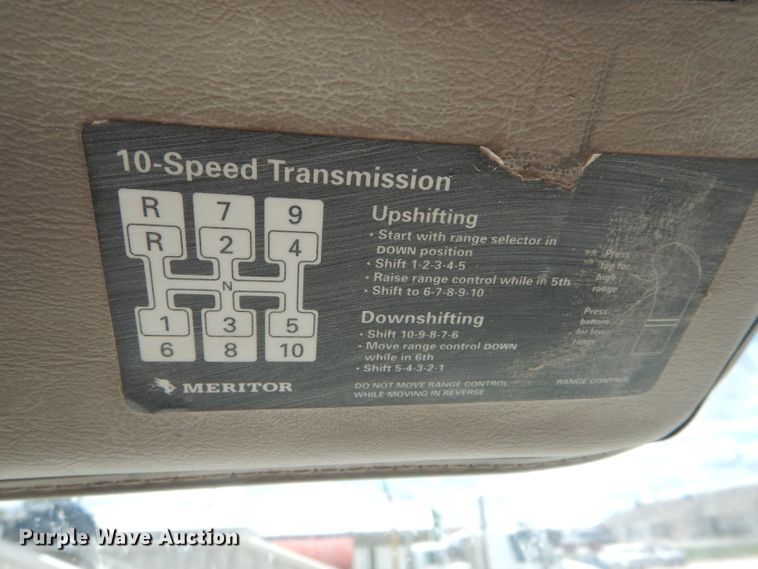 10-Speed Transmission
R 7 9
R 2 4
N
1 3 5
6 8 10
MERITOR
Upshifting
• Start with range selector in
DOWN position
• Shift 1-2-3-4-5
• Raise range control while in 5th
• Shift to 6-7-8-9-10
Downshifting
• Shift 10-9-8-7-6
• Move range control DOWN
while in 6th
• Shift 5-4-3-2-1
DO NOT MOVE RANGE CONTROL
WHILE MOVING IN REVERSE
Press
top for
high
range
Press
bottom
for low
range
RANGE CONTROL
Purple Wave Auction